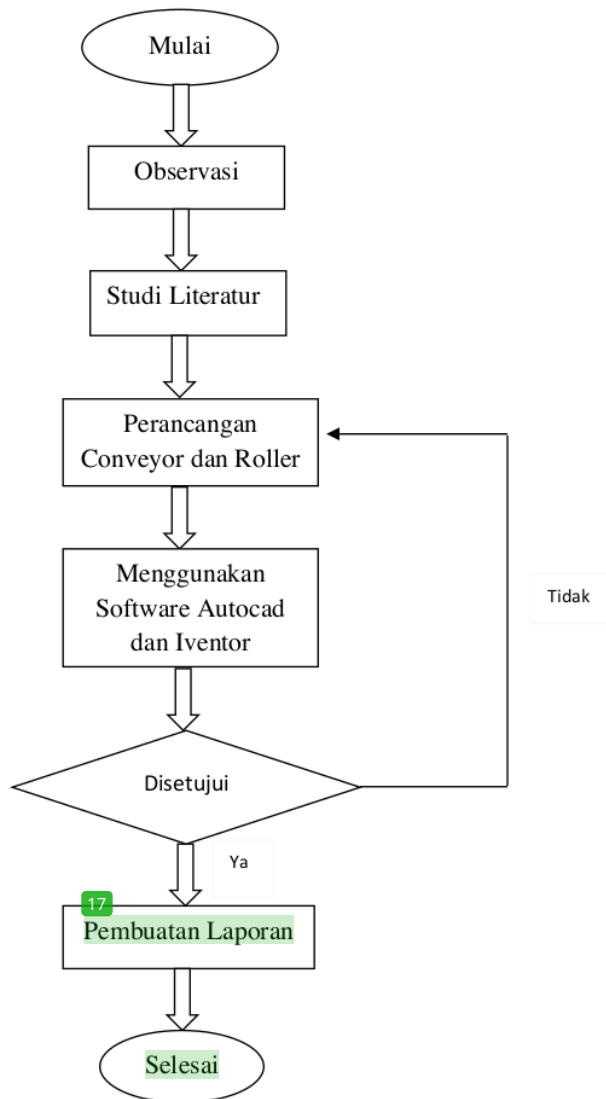 Mulai
Observasi
Studi Literatur
Perancangan
Conveyor dan Roller
Menggunakan
Software Autocad
dan Iventor
Tidak
Disetujui
Ya
17
Pembuatan Laporan
Selesai